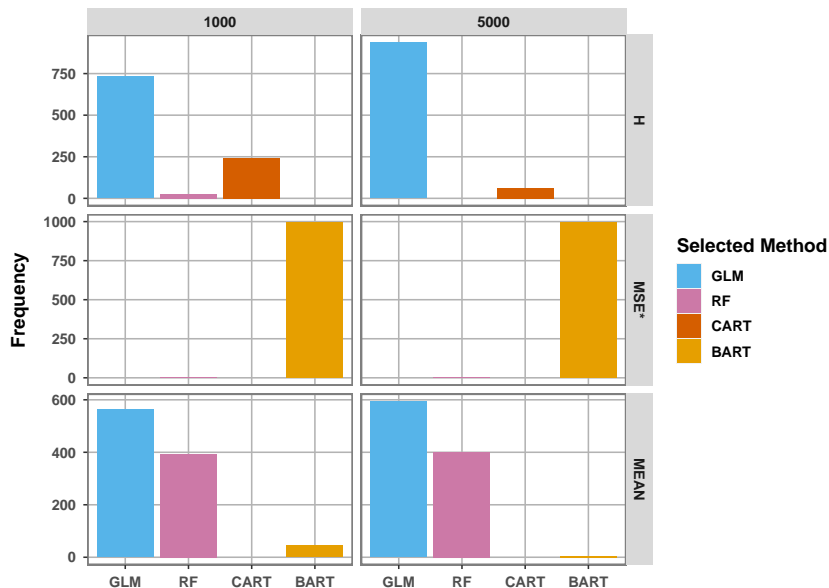 1000 5000
750
500
250
0
H
1000
750
500
250
0
MSE*
600
400
200
0
MEAN
Frequency
GLM RF CART BART GLM RF CART BART
Selected Method
GLM
RF
CART
BART